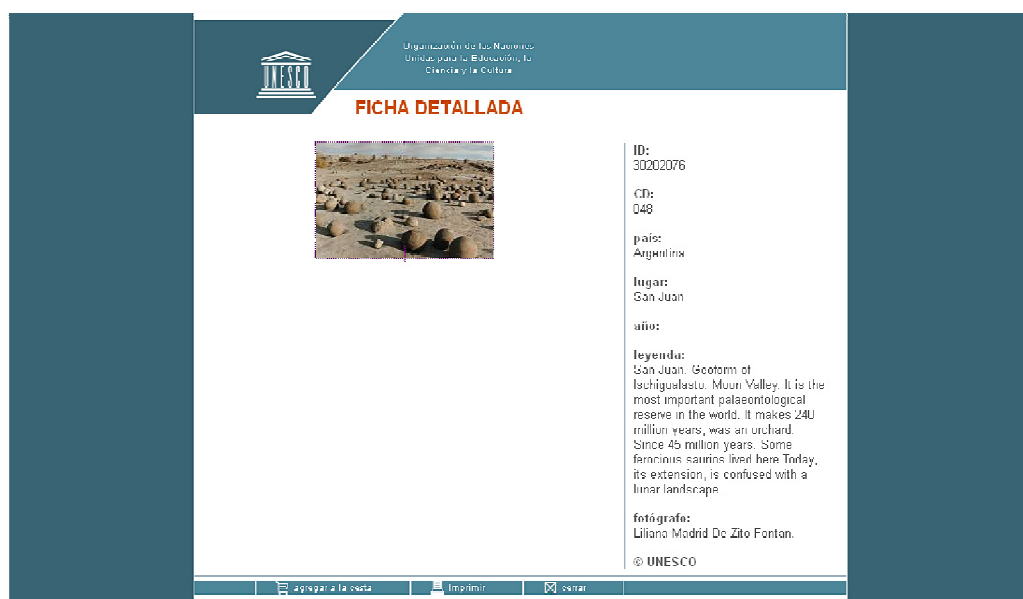 UNESCO
Organización de las Naciones
Unidas para la Educación, la
Ciencia y la Cultura
FICHA DETALLADA
ID:
30202076
CD:
048
país:
Argentina
lugar:
San Juan
año:
leyenda:
San Juan. Geoform of
Ischigualasto. Moon Valley. It is the
most important palaeontological
reserve in the world. It makes 240
million years, was an orchard.
Since 45 million years. Some
ferocious saurios lived here.Today,
its extension, is confused with a
lunar landscape
fotógrafo:
Liliana Madrid De Zito Fontan.
© UNESCO
agregar a la cesta
Imprimir
cerrar